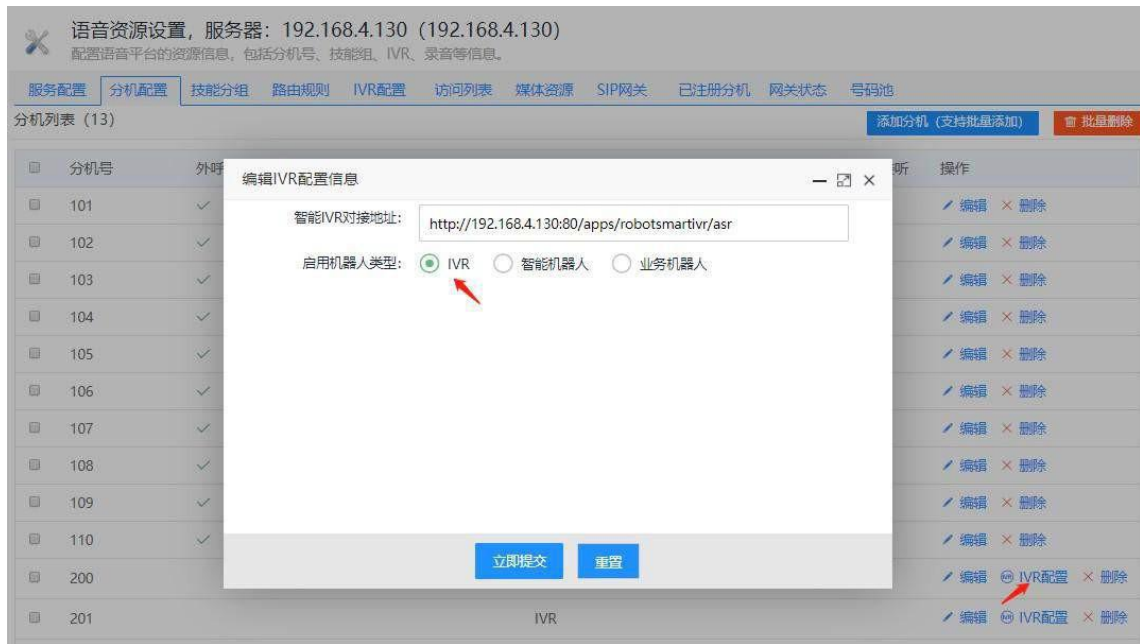 语音资源设置，服务器：192.168.4.130（192.168.4.130）
配置语音平台的资源信息，包括分机号、技能组、IVR、录音等信息。
服务配置 分机配置 技能分组 路由规则 IVR配置 访问列表 媒体资源 SIP网关 已注册分机 网关状态 号码池
分机列表（13） 添加分机（支持批量添加） 批量删除
分机号 外呼 听 操作
编辑IVR配置信息
101 编辑 删除
智能IVR对接地址： http://192.168.4.130:80/apps/robotsmartivr/asr
102 编辑 删除
启用机器人类型： IVR 智能机器人 业务机器人
103 编辑 删除
104 编辑 删除
105 编辑 删除
106 编辑 删除
107 编辑 删除
108 编辑 删除
109 编辑 删除
110 编辑 删除
立即提交 重置
200 编辑 IVR配置 删除
201 IVR 编辑 IVR配置 删除